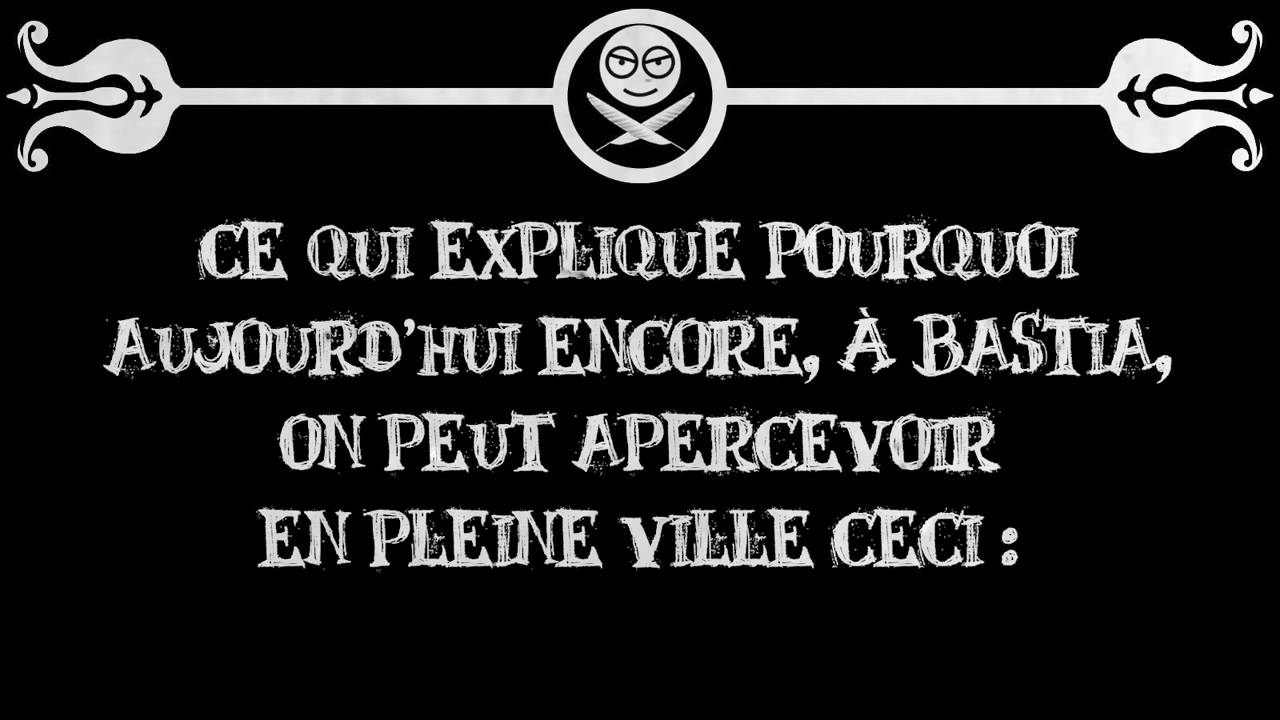 CE QUI EXPLIQUE POURQUOI
AUJOURD'HUI ENCORE, À BASTIA,
ON PEUT APERCEVOIR
EN PLEINE VILLE CECI :